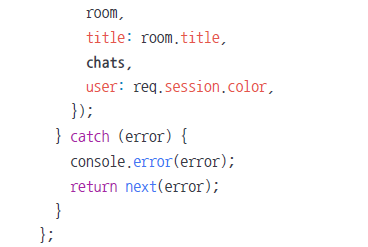 room,
title: room.title,
chats,
user: req.session.color,
});
} catch (error) {
console.error(error);
return next(error);
}
};